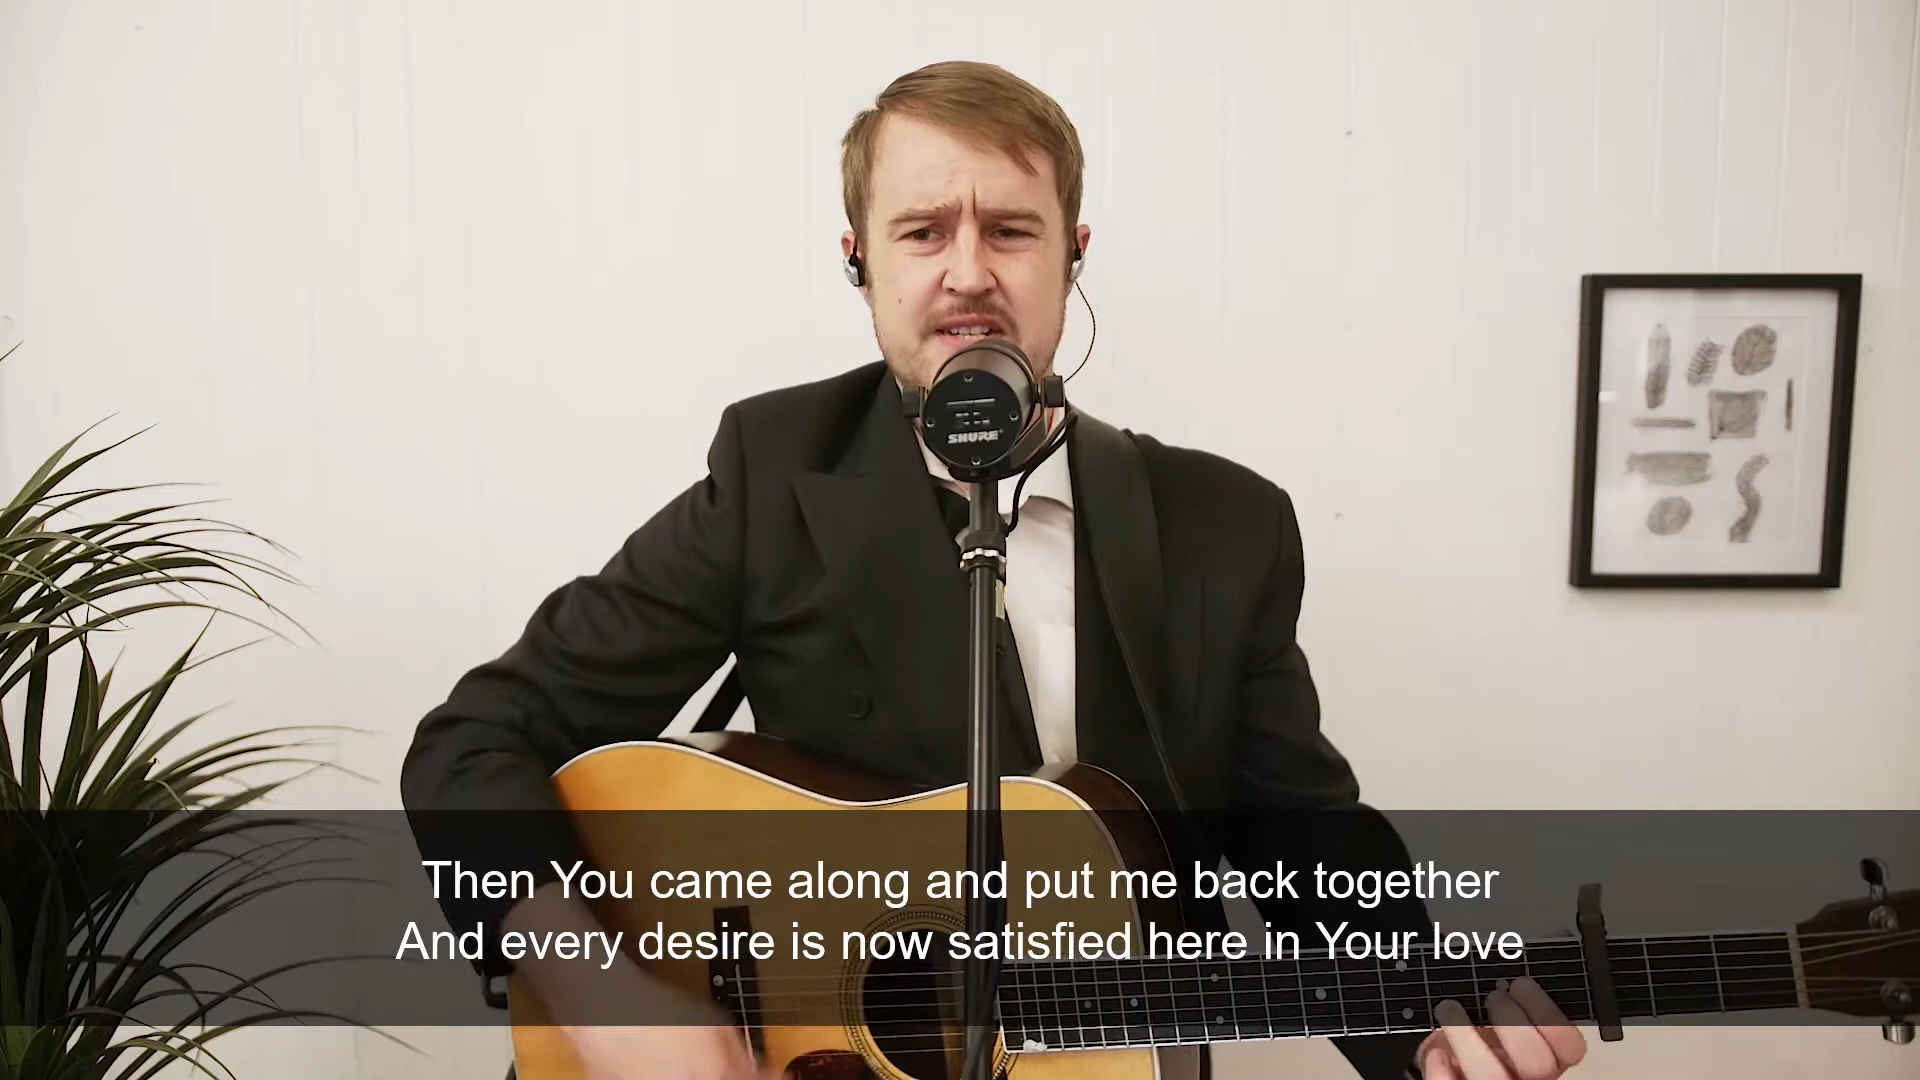 SHURE
Then You came along and put me back together
And every desire is now satisfied here in Your love